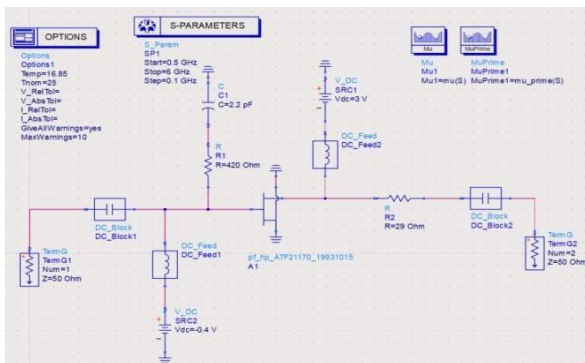 OPTIONS
Options
Options1
Temp=16.85
Tnom=25
V_RelTol=
V_AbsTol=
I_RelTol=
I_AbsTol=
GiveAllWarnings=yes
MaxWarnings=10
S-PARAMETERS
S_Param
SP1
Start=0.5 GHz
Stop=6 GHz
Step=0.1 GHz
C
C1
C=2.2 pF
R
R1
R=420 Ohm
V_DC
SRC1
Vdc=3 V
DC_Feed
DC_Feed2
Mu
Mu
Mu1
Mu1=mu(S)
MuPrime
MuPrime
MuPrime1
MuPrime1=mu_prime(S)
DC_Block
DC_Block1
TermG
TermG1
Num=1
Z=50 Ohm
DC_Feed
DC_Feed1
V_DC
SRC2
Vdc=-0.4 V
pf_hp_ATF21170_19931015
A1
R
R2
R=29 Ohm
DC_Block
DC_Block2
TermG
TermG2
Num=2
Z=50 Ohm